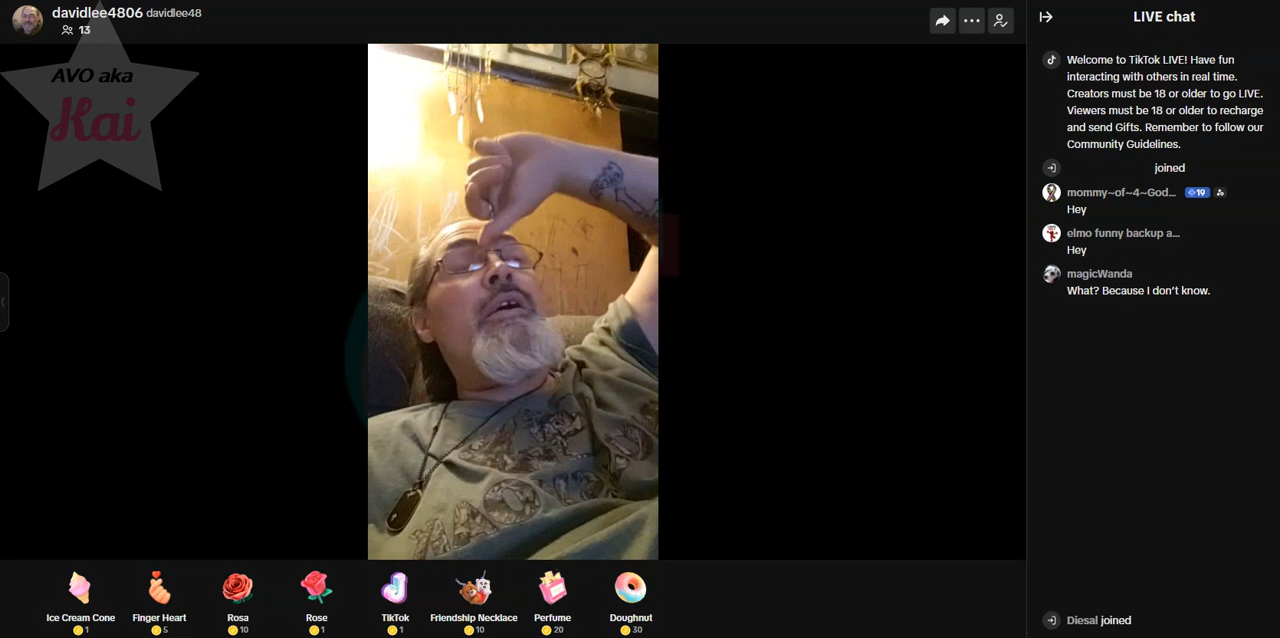 davidlee4806 davidlee48
13
AVO aka
Kai
LIVE chat
Welcome to TikTok LIVE! Have fun
interacting with others in real time.
Creators must be 18 or older to go LIVE.
Viewers must be 18 or older to recharge
and send Gifts. Remember to follow our
Community Guidelines.
joined
mommy~of~4~God... 19
Hey
elmo funny backup a...
Hey
magicWanda
What? Because I don't know.
Diesal joined
Ice Cream Cone
1
Finger Heart
5
Rosa
10
Rose
1
TikTok
1
Friendship Necklace
10
Perfume
20
Doughnut
30